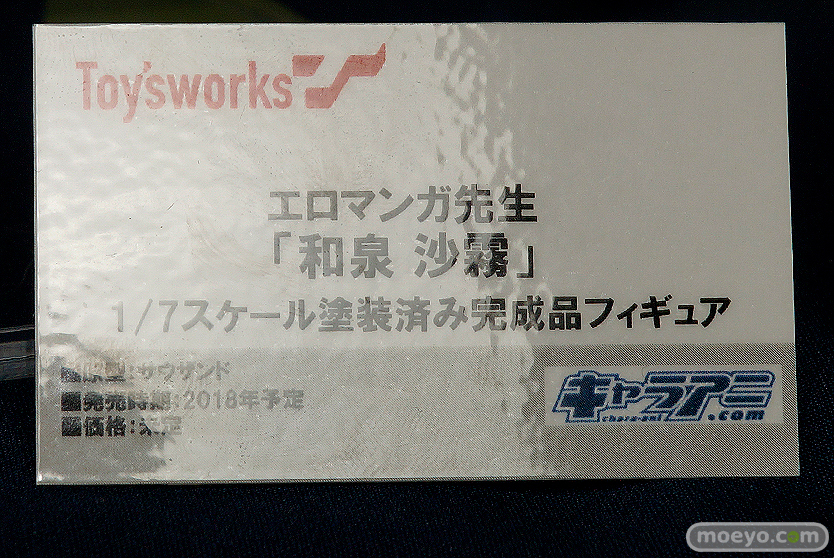 Toy'sworks
エロマンガ先生
「和泉 沙霧」
1/7スケール塗装済み完成品フィギュア
■原型:サウザンド
■発売時期:2018年予定
■価格:未定
キャラアニ
chara-ani
.com
moeyo.com